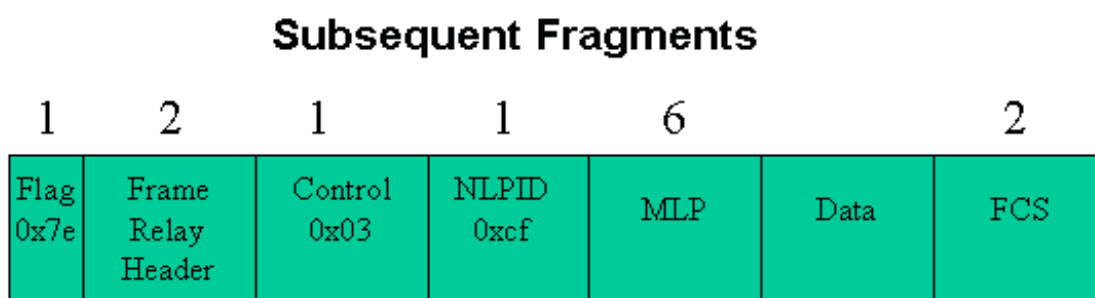 Subsequent Fragments
1 2 1 1 6 2
Flag 0x7e
Frame Relay Header
Control 0x03
NLPID 0xcf
MLP
Data
FCS